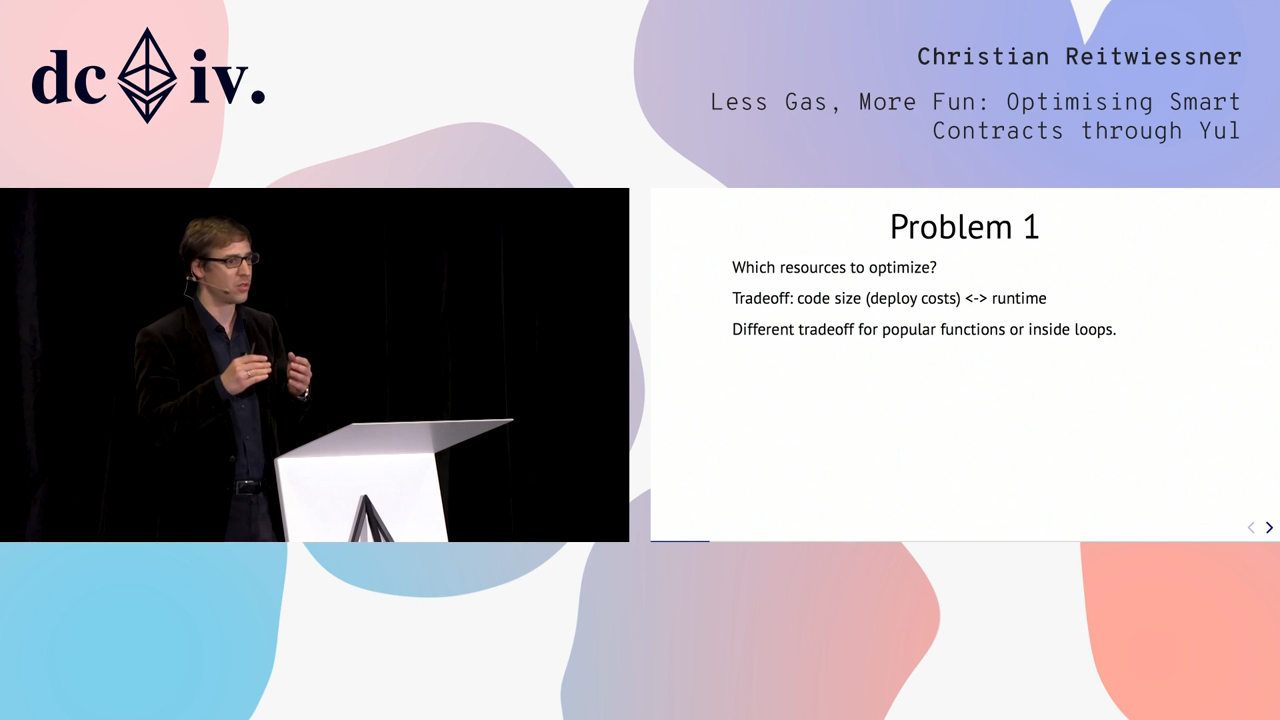 dc iv.
Christian Reitwiessner
Less Gas, More Fun: Optimising Smart
Contracts through Yul
Problem 1
Which resources to optimize?
Tradeoff: code size (deploy costs) <-> runtime
Different tradeoff for popular functions or inside loops.